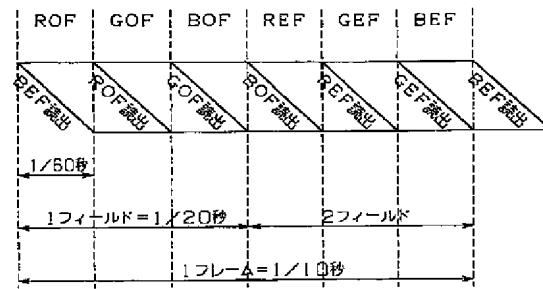 ROF GOF BOF REF GEF BEF
BEF読出 ROF読出 GOF読出 BOF読出 REF読出 GEF読出 BEF読出
1/60秒
1フィールド=1/20秒 2フィールド
1フレーム=1/10秒